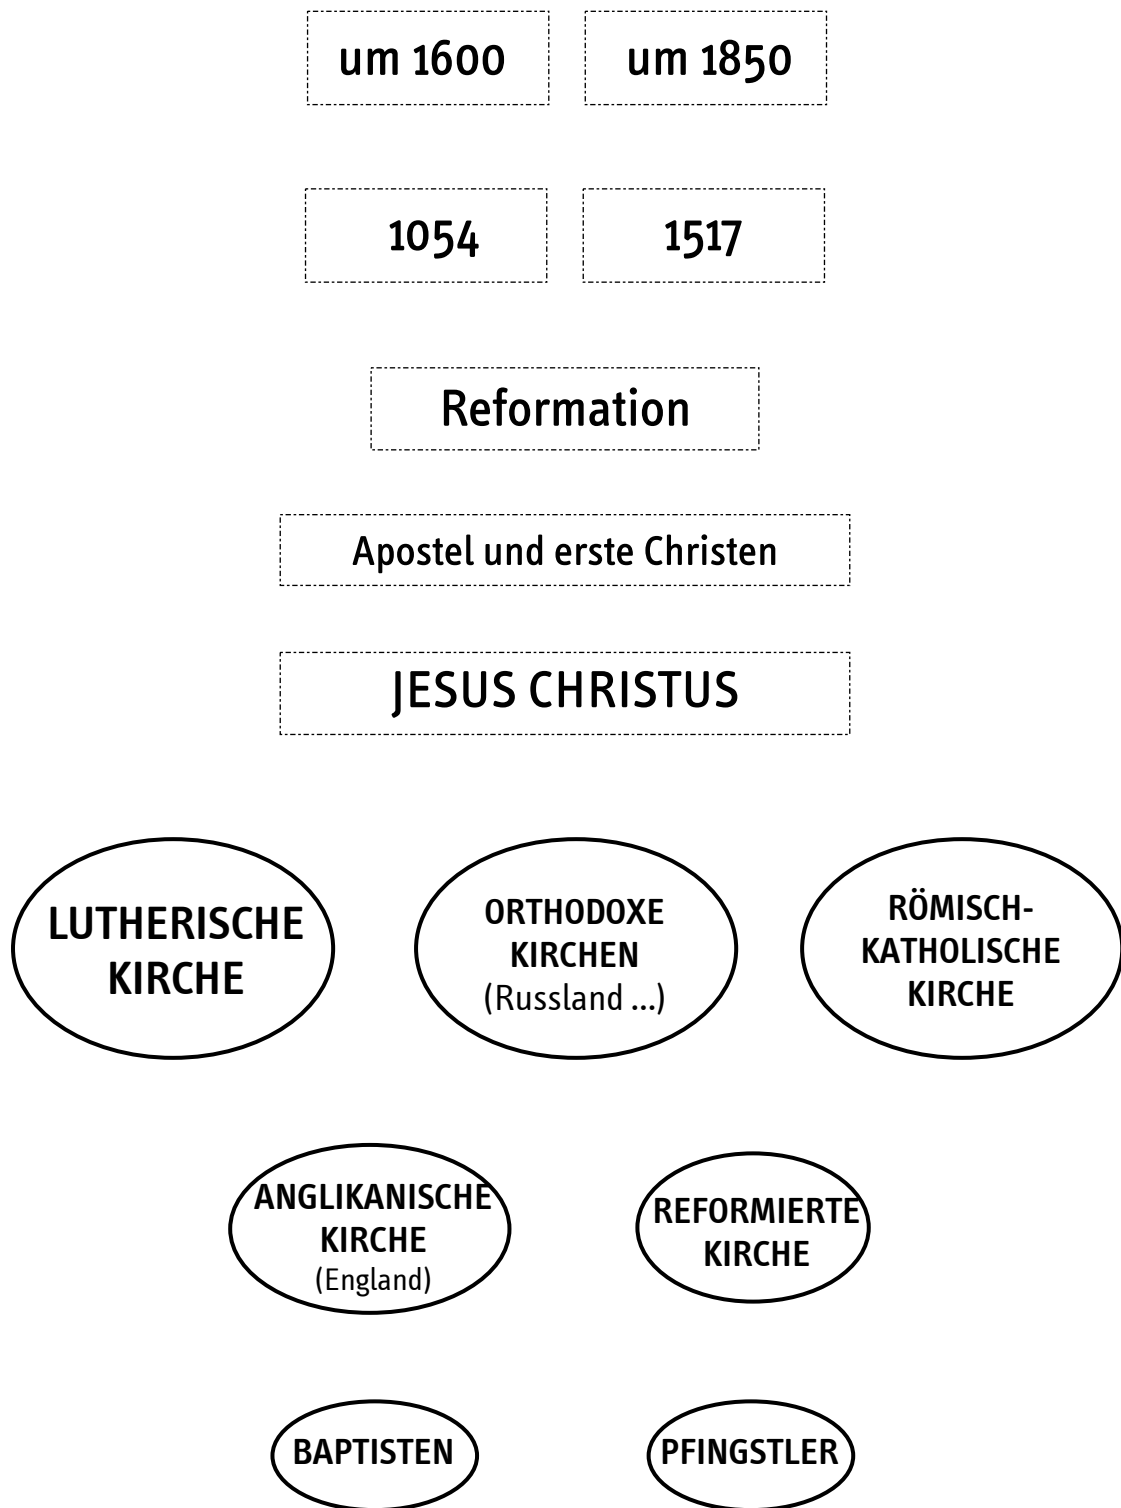 um 1600
um 1850
1054
1517
Reformation
Apostel und erste Christen
JESUS CHRISTUS
LUTHERISCHE
KIRCHE
ORTHODOXE
KIRCHEN
(Russland ...)
RÖMISCH-
KATHOLISCHE
KIRCHE
ANGLIKANISCHE
KIRCHE
(England)
REFORMIERTE
KIRCHE
BAPTISTEN
PFINGSTLER